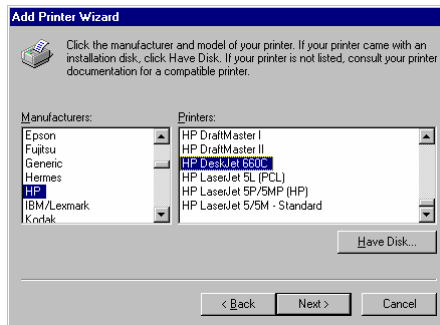 Add Printer Wizard
Click the manufacturer and model of your printer. If your printer came with an
installation disk, click Have Disk. If your printer is not listed, consult your printer
documentation for a compatible printer.
Manufacturers:
Epson
Fujitsu
Generic
Hermes
HP
IBM/Lexmark
Kodak
Printers:
HP DraftMaster I
HP DraftMaster II
HP DeskJet 660C
HP LaserJet 5L (PCL)
HP LaserJet 5P/5MP (HP)
HP LaserJet 5/5M - Standard
Have Disk...
< Back
Next >
Cancel